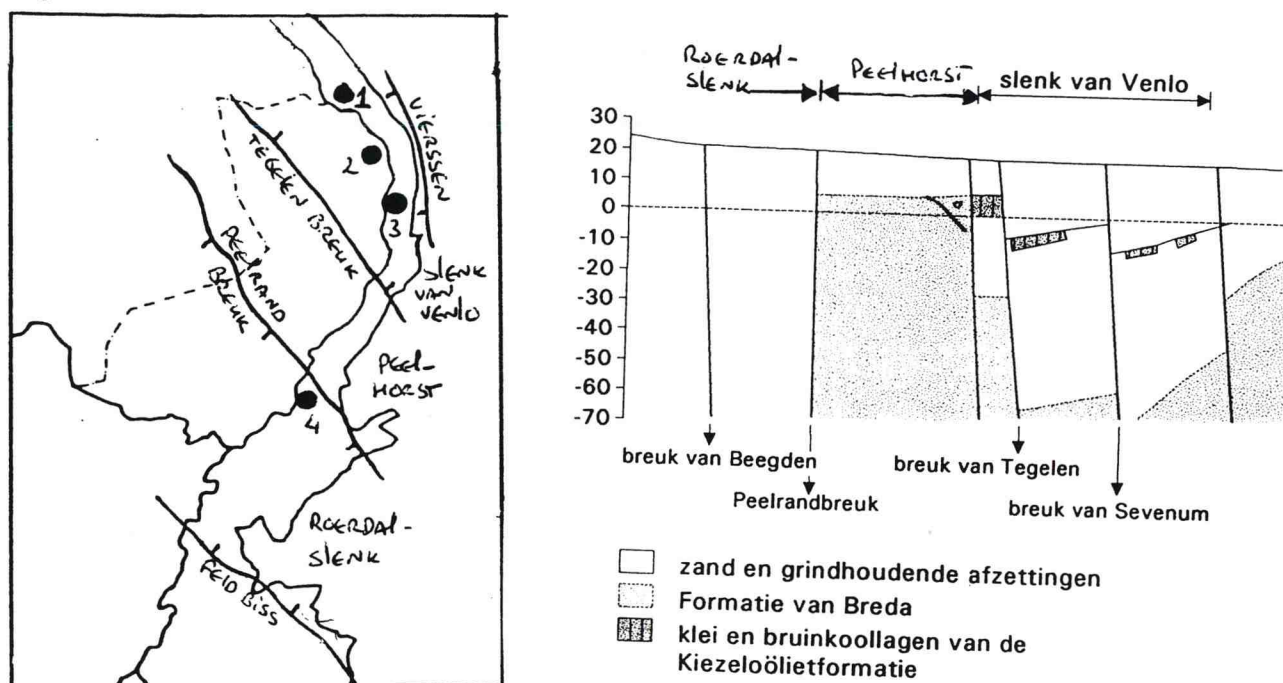 1
2
3
4
VIERSSEN
TEGELEN BREUK
PEELRAND
BREUK
SLENK
VAN
VENLO
PEEL-
HORST
ROERDAL-
SLENK
FELD BISS
ROERDAL-
SLENK
PEELHORST
slenk van Venlo
30
20
10
0
-10
-20
-30
-40
-50
-60
-70
breuk van Beegden
breuk van Tegelen
Peelrandbreuk
breuk van Sevenum
zand en grindhoudende afzettingen
Formatie van Breda
klei en bruinkoollagen van de
Kiezeloölietformatie